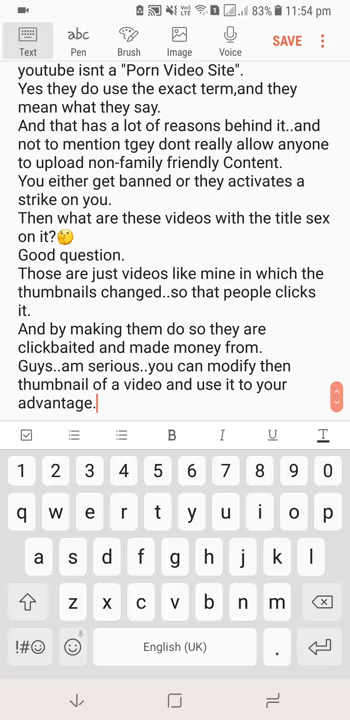 83% 11:54 pm
Text Pen Brush Image Voice SAVE
youtube isnt a "Porn Video Site".
Yes they do use the exact term,and they
mean what they say.
And that has a lot of reasons behind it..and
not to mention tgey dont really allow anyone
to upload non-family friendly Content.
You either get banned or they activates a
strike on you.
Then what are these videos with the title sex
on it?🤔
Good question.
Those are just videos like mine in which the
thumbnails changed..so that people clicks
it.
And by making them do so they are
clickbaited and made money from.
Guys..am serious..you can modify then
thumbnail of a video and use it to your
advantage.
B I U T
1 2 3 4 5 6 7 8 9 0
q w e r t y u i o p
a s d f g h j k l
z x c v b n m
!#☺ English (UK) .